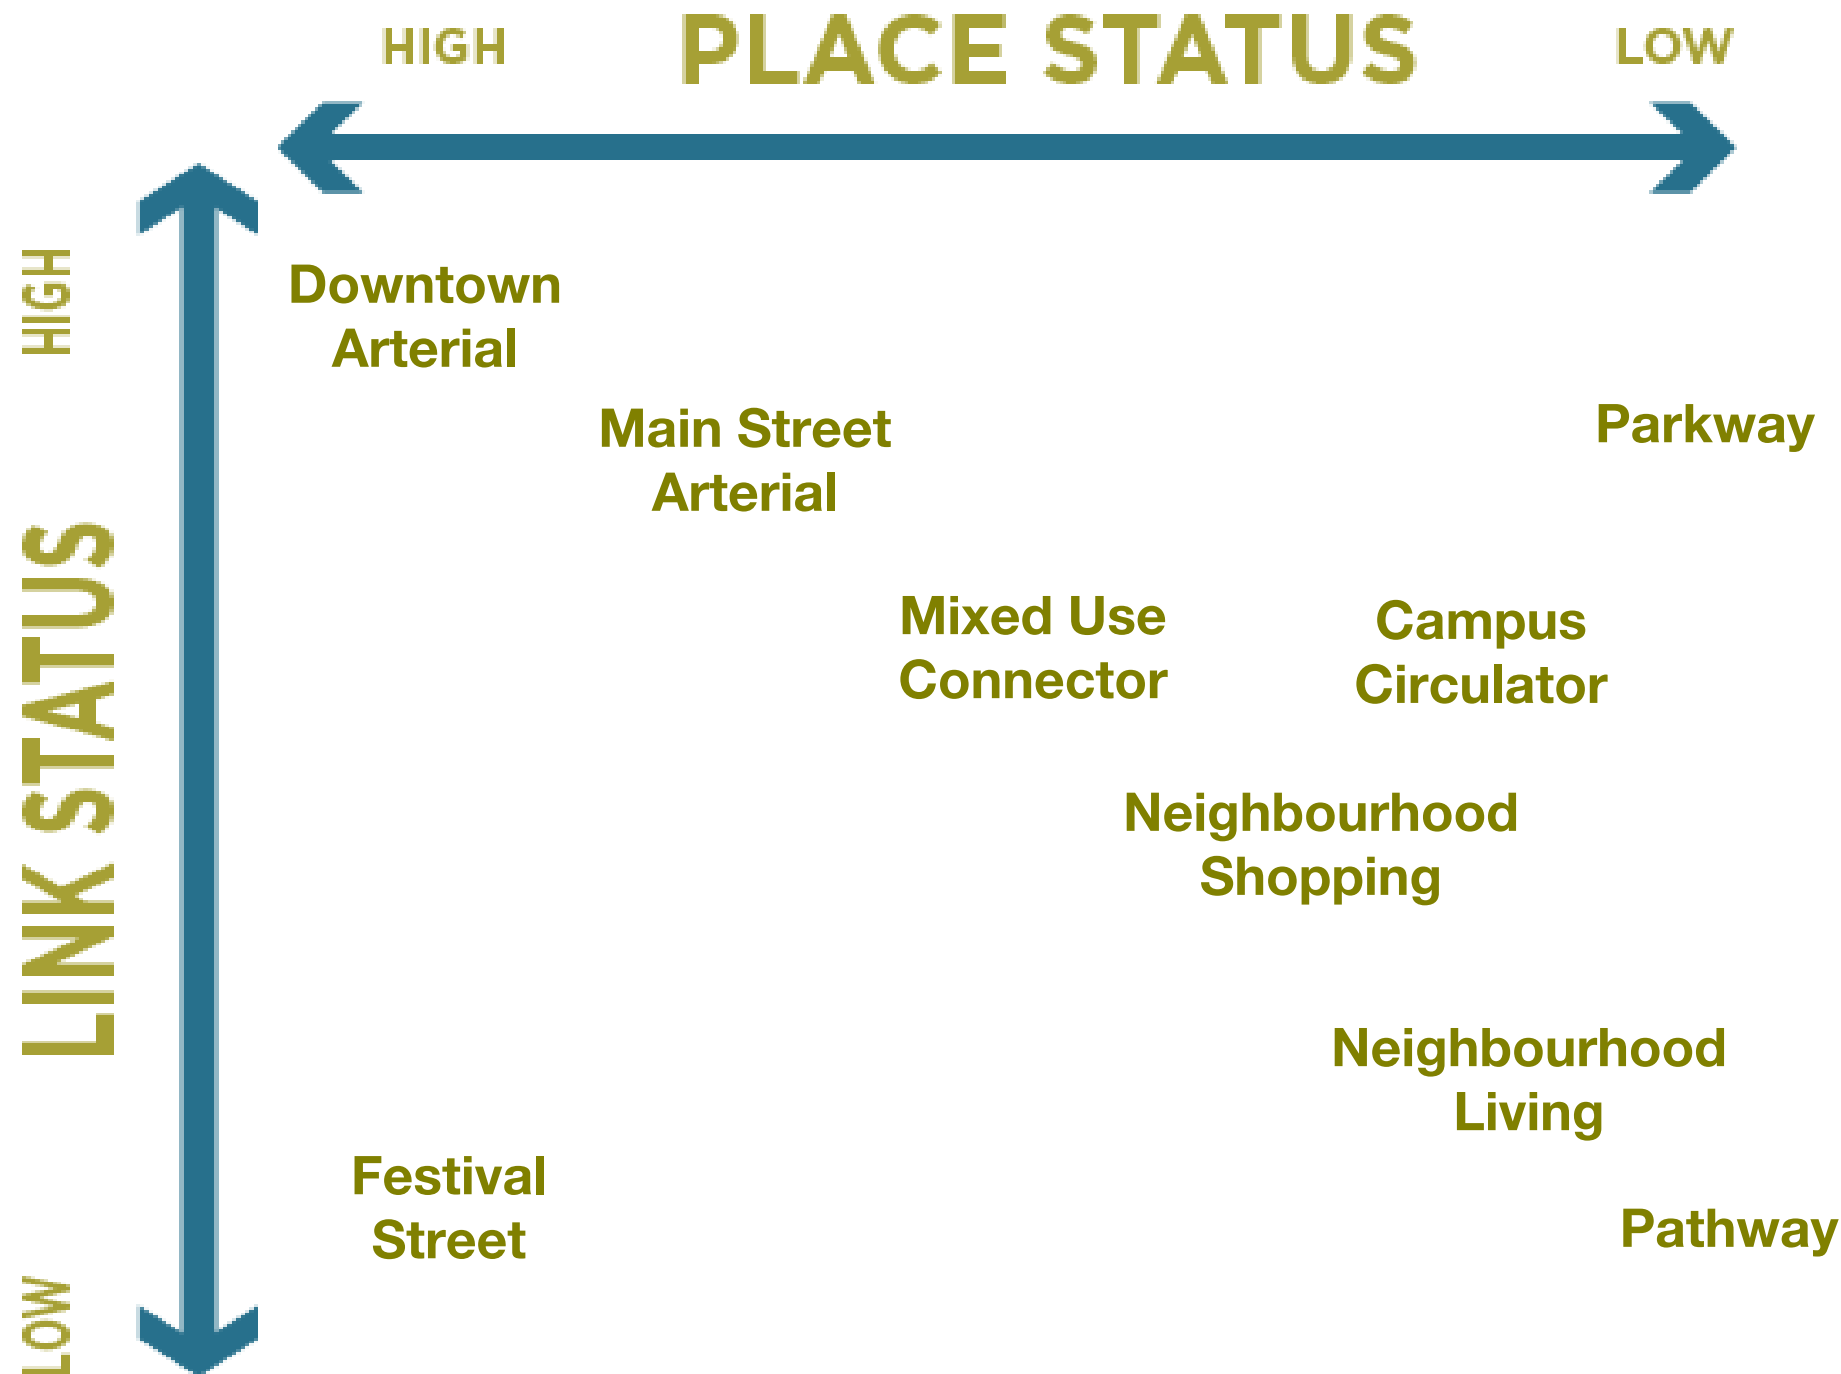 HIGH PLACE STATUS LOW
HIGH
LINK STATUS
LOW
Downtown
Arterial
Main Street
Arterial
Parkway
Mixed Use
Connector
Campus
Circulator
Neighbourhood
Shopping
Neighbourhood
Living
Festival
Street
Pathway